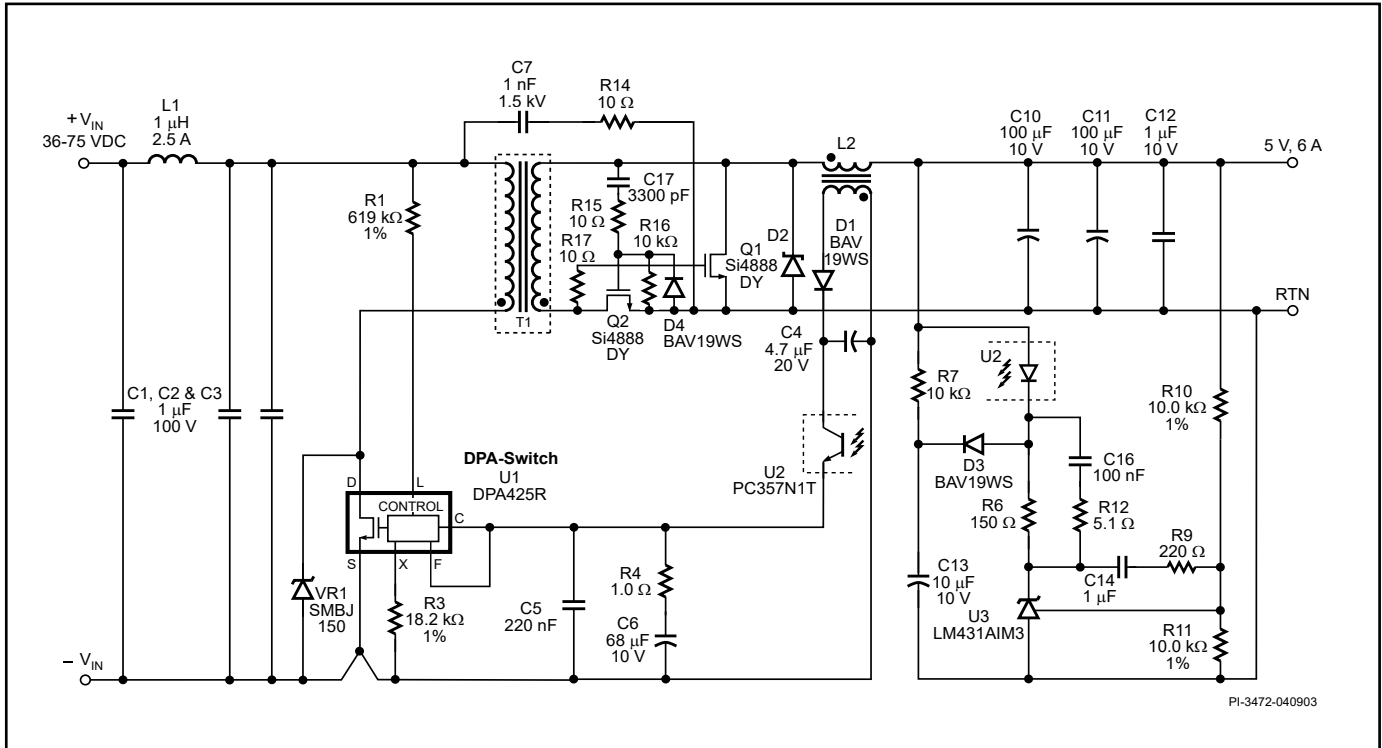 C7
1 nF
1.5 kV
R14
10 Ω
L1
1 µH
2.5 A
+ VIN
36-75 VDC
C10
100 µF
10 V
C11
100 µF
10 V
C12
1 µF
10 V
L2
5 V, 6 A
R1
619 kΩ
1%
C17
3300 pF
R15
10 Ω
R16
10 kΩ
R17
10 Ω
Q1
Si4888
DY
D2
D1
BAV
19WS
T1
Q2
Si4888
DY
D4
BAV19WS
RTN
C4
4.7 µF
20 V
U2
R7
10 kΩ
R10
10.0 kΩ
1%
C1, C2 & C3
1 µF
100 V
DPA-Switch
U1
DPA425R
U2
PC357N1T
D3
BAV19WS
C16
100 nF
R6
150 Ω
R12
5.1 Ω
R9
220 Ω
D
L
CONTROL
C
S
X
F
VR1
SMBJ
150
R3
18.2 kΩ
1%
C5
220 nF
R4
1.0 Ω
C6
68 µF
10 V
C13
10 µF
10 V
C14
1 µF
U3
LM431AIM3
R11
10.0 kΩ
1%
− VIN
PI-3472-040903